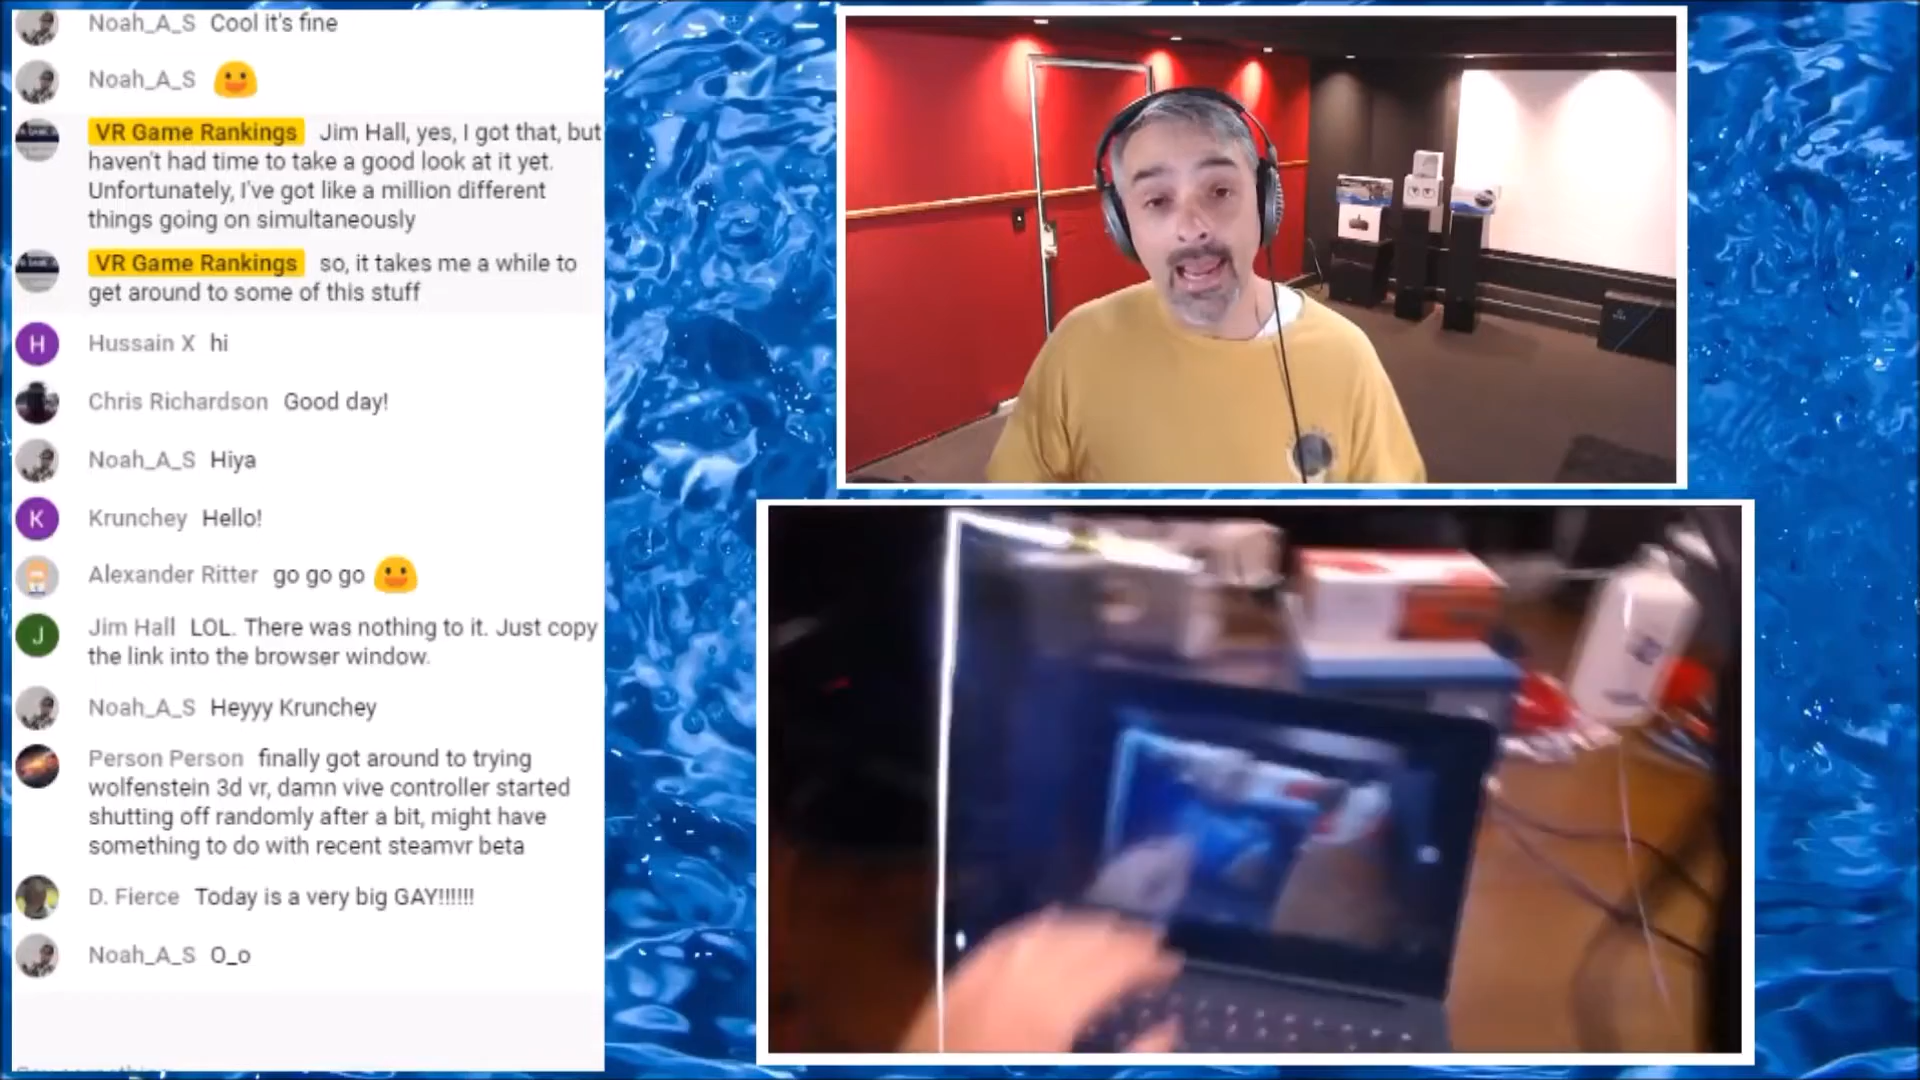 Noah_A_S Cool it's fine
Noah_A_S
VR Game Rankings Jim Hall, yes, I got that, but
haven't had time to take a good look at it yet.
Unfortunately, I've got like a million different
things going on simultaneously
VR Game Rankings so, it takes me a while to
get around to some of this stuff
H Hussain X hi
Chris Richardson Good day!
Noah_A_S Hiya
K Krunchey Hello!
Alexander Ritter go go go
J Jim Hall LOL. There was nothing to it. Just copy
the link into the browser window.
Noah_A_S Heyyy Krunchey
Person Person finally got around to trying
wolfenstein 3d vr, damn vive controller started
shutting off randomly after a bit, might have
something to do with recent steamvr beta
D. Fierce Today is a very big GAY!!!!!!
Noah_A_S O_o